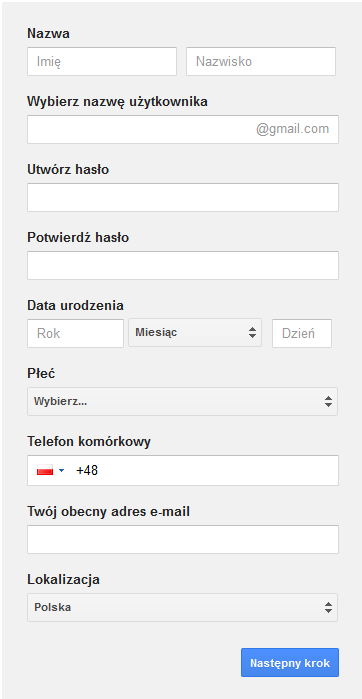 Nazwa
Imię Nazwisko
Wybierz nazwę użytkownika
@gmail.com
Utwórz hasło
Potwierdź hasło
Data urodzenia
Rok Miesiąc Dzień
Płeć
Wybierz...
Telefon komórkowy
+48
Twój obecny adres e-mail
Lokalizacja
Polska
Następny krok